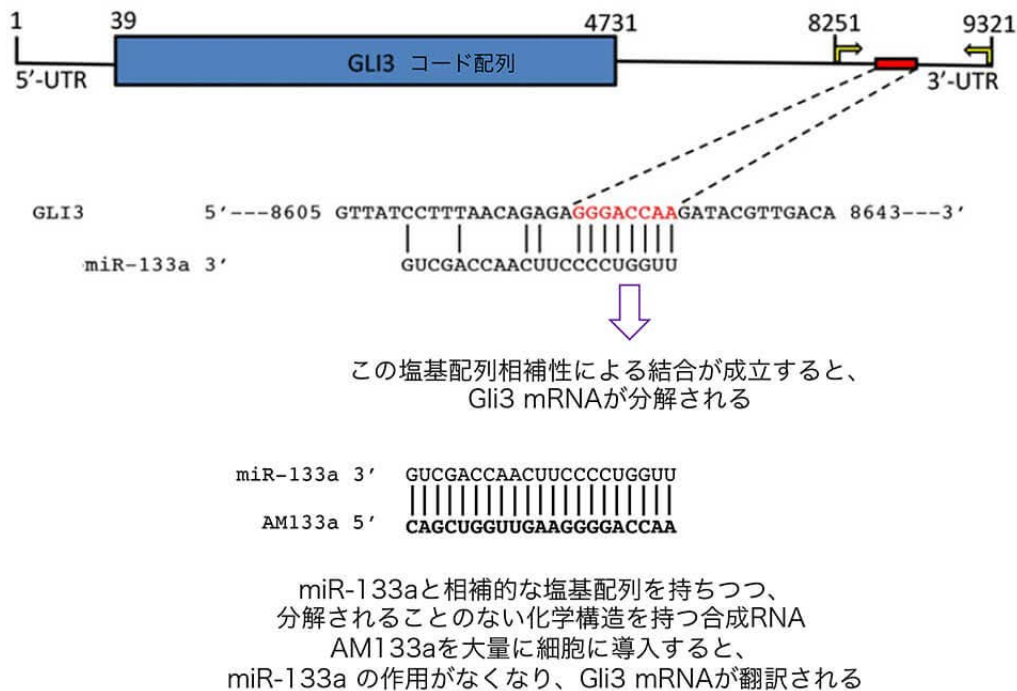 1 39 4731 8251 9321
GLI3 コード配列
5'-UTR 3'-UTR
GLI3 5'---8605 GTTATCCTTTAACAGAGAGGGACCAAGATACGTTGACA 8643---3'
miR-133a 3' GUCGACCAACUUCCCCUGGUU
この塩基配列相補性による結合が成立すると、
Gli3 mRNAが分解される
miR-133a 3' GUCGACCAACUUCCCCUGGUU
AM133a 5' CAGCUGGUUGAAGGGGACCAA
miR-133aと相補的な塩基配列を持ちつつ、
分解されることのない化学構造を持つ合成RNA
AM133aを大量に細胞に導入すると、
miR-133a の作用がなくなり、Gli3 mRNAが翻訳される